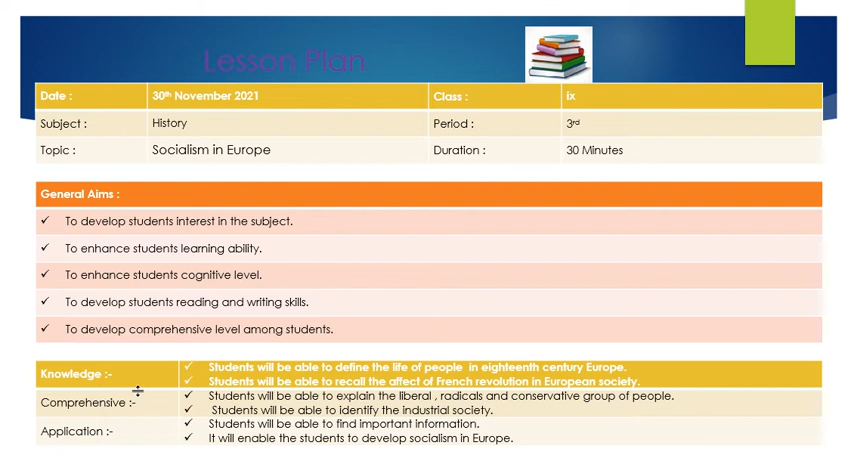 Lesson Plan
Date : 30th November 2021 Class : ix
Subject : History Period : 3rd
Topic : Socialism in Europe Duration : 30 Minutes
General Aims :
✓ To develop students interest in the subject.
✓ To enhance students learning ability.
✓ To enhance students cognitive level.
✓ To develop students reading and writing skills.
✓ To develop comprehensive level among students.
Knowledge :- ✓ Students will be able to define the life of people in eighteenth century Europe.
✓ Students will be able to recall the affect of French revolution in European society.
Comprehensive :- ✓ Students will be able to explain the liberal , radicals and conservative group of people.
✓ Students will be able to identify the industrial society.
Application :- ✓ Students will be able to find important information.
✓ It will enable the students to develop socialism in Europe.